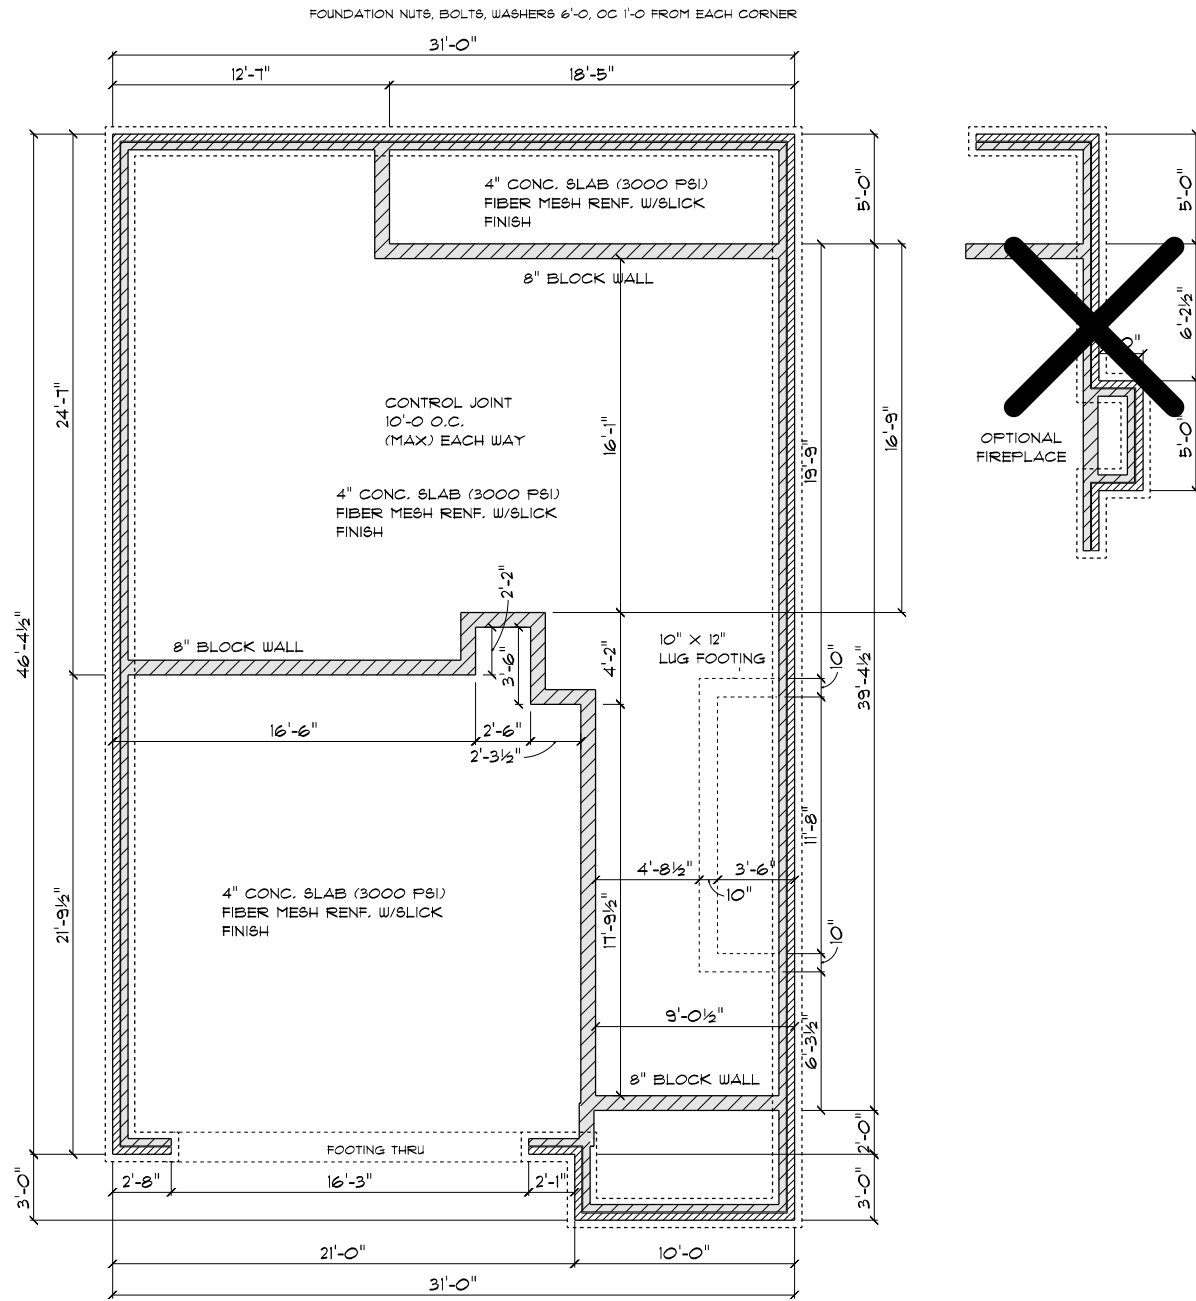 FOUNDATION NUTS, BOLTS, WASHERS 6'-0, OC 1'-0 FROM EACH CORNER
31'-0"
12'-7"
18'-5"
4" CONC. SLAB (3000 PSI)
FIBER MESH RENF. W/SLICK
FINISH
5'-0"
5'-0"
8" BLOCK WALL
6'-2½"
24'-7"
CONTROL JOINT
10'-0 O.C.
(MAX) EACH WAY
16'-1"
19'-9"
16'-9"
OPTIONAL
FIREPLACE
5'-0"
4" CONC. SLAB (3000 PSI)
FIBER MESH RENF. W/SLICK
FINISH
2'-2"
46'-4½"
8" BLOCK WALL
3'-6"
4'-2"
10" X 12"
LUG FOOTING
10"
39'-4½"
16'-6"
2'-6"
2'-3½"
11'-8"
4'-8½"
3'-6"
10"
4" CONC. SLAB (3000 PSI)
FIBER MESH RENF. W/SLICK
FINISH
21'-9½"
17'-9½"
10"
9'-0½"
6'-3½"
8" BLOCK WALL
2'-0"
FOOTING THRU
3'-0"
2'-8"
16'-3"
2'-1"
3'-0"
21'-0"
10'-0"
31'-0"